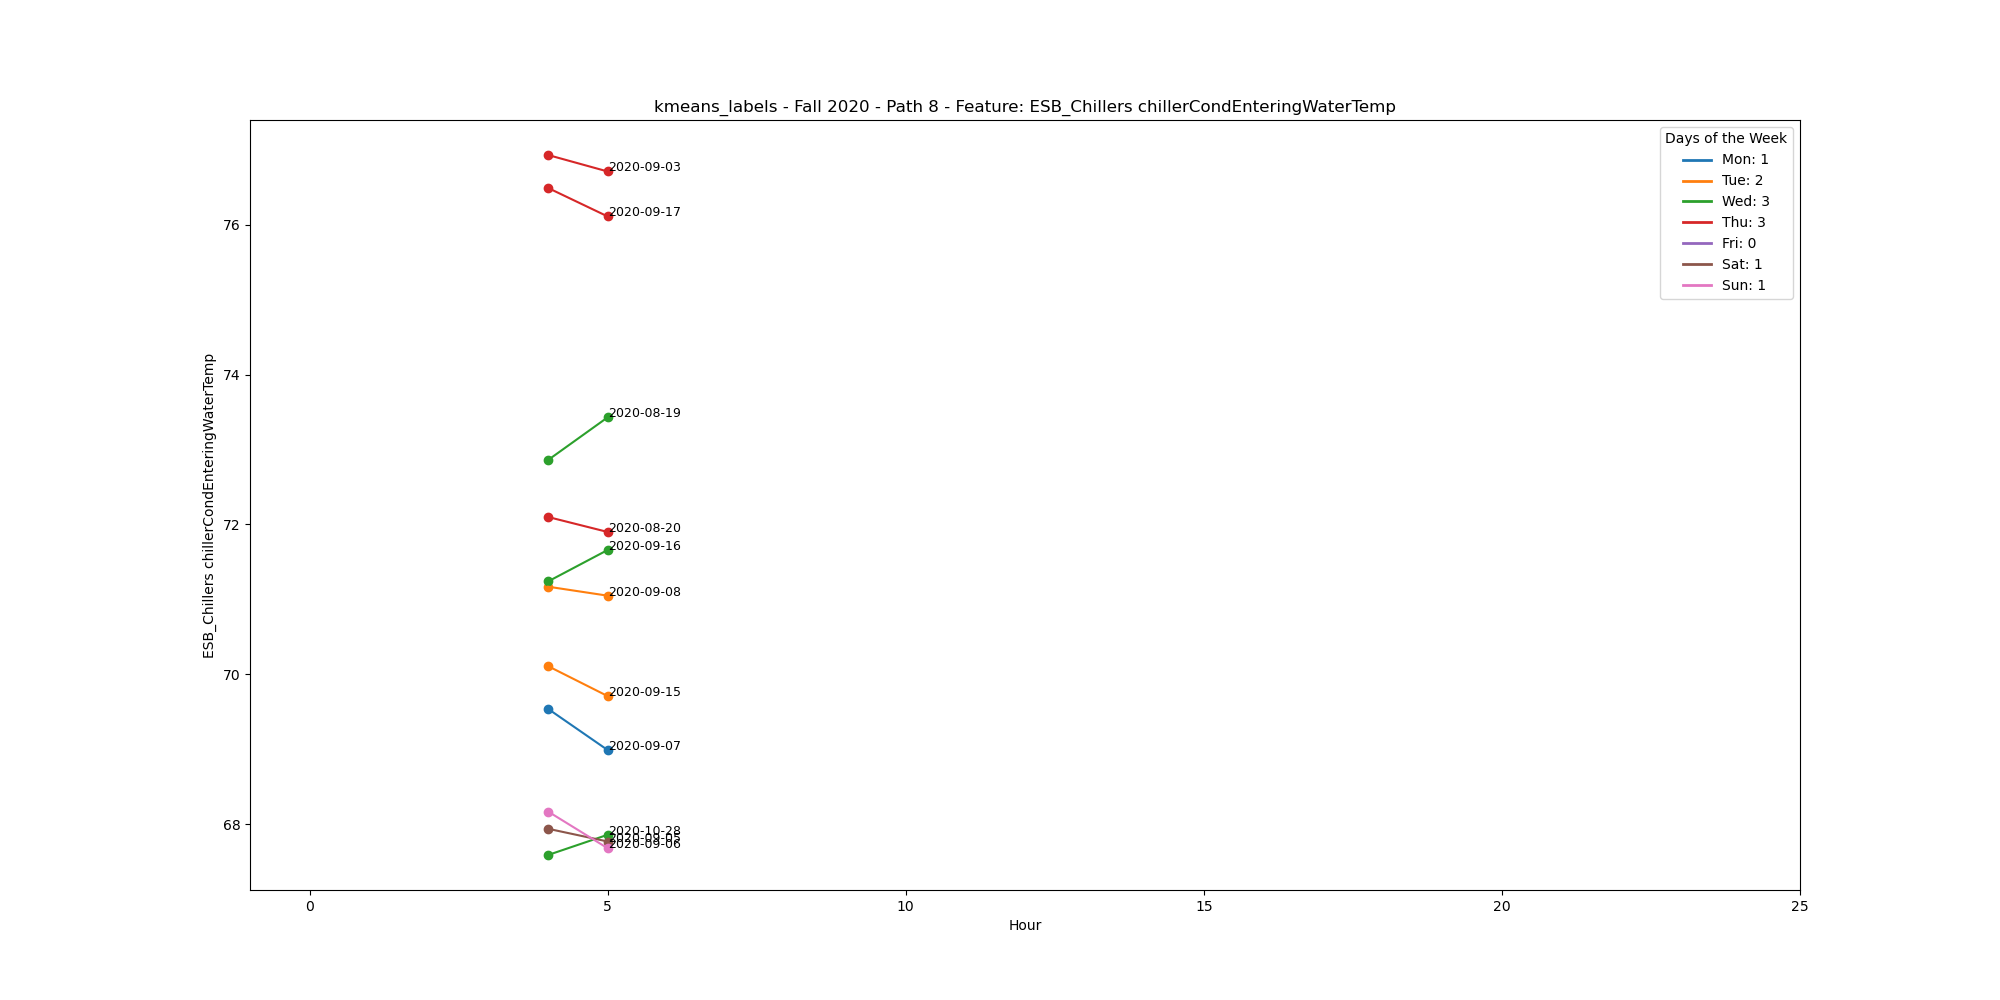 kmeans_labels - Fall 2020 - Path 8 - Feature: ESB_Chillers chillerCondEnteringWaterTemp
Days of the Week
Mon: 1
Tue: 2
Wed: 3
Thu: 3
Fri: 0
Sat: 1
Sun: 1
2020-09-03
2020-09-17
2020-08-19
2020-08-20
2020-09-16
2020-09-08
2020-09-15
2020-09-07
2020-10-28
2020-09-05
2020-09-06
76
74
72
70
68
ESB_Chillers chillerCondEnteringWaterTemp
0 5 10 15 20 25
Hour